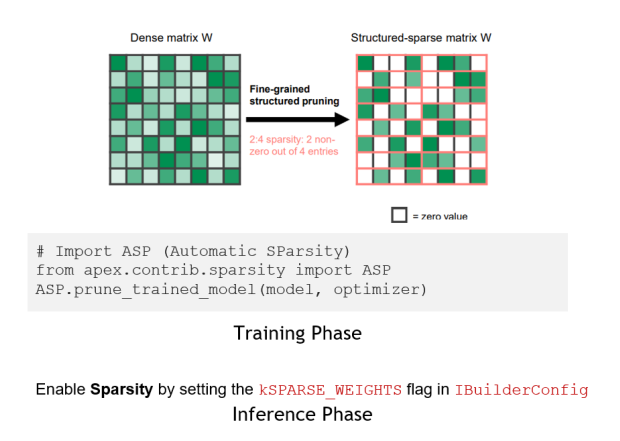 Dense matrix W
Structured-sparse matrix W
Fine-grained
structured pruning
2:4 sparsity: 2 non-
zero out of 4 entries
= zero value
# Import ASP (Automatic SParsity)
from apex.contrib.sparsity import ASP
ASP.prune_trained_model(model, optimizer)
Training Phase
Enable Sparsity by setting the kSPARSE_WEIGHTS flag in IBuilderConfig
Inference Phase